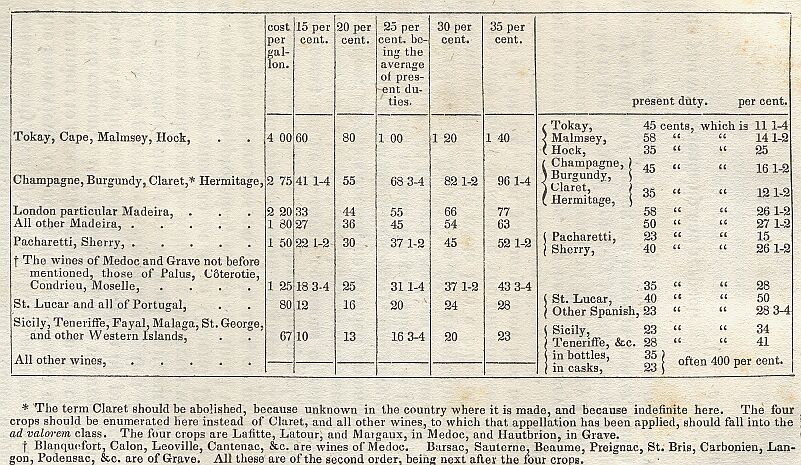 cost per gal- lon. 15 per cent. 20 per cent. 25 per cent. be- ing the average of pres- ent du- ties. 30 per cent. 35 per cent. present duty. per cent.
Tokay, Cape, Malmsey, Hock, . . 4 00 60 80 1 00 1 20 1 40 { Tokay, 45 cents, which is 11 1-4
Malmsey, 58 “ “ 14 1-2
Hock, 35 “ 25
Champagne, Burgundy, Claret,* Hermitage, 2 75 41 1-4 55 68 3-4 82 1-2 96 1-4 { Champagne, Burgundy, } 45 “ “ 16 1-2
Claret, Hermitage, } 35 “ “ 12 1-2
London particular Madeira, . . . 2 20 33 44 55 66 77 58 “ “ 26 1-2
All other Madeira, . . . . . 1 80 27 36 45 54 63 50 “ “ 27 1-2
Pacharetti, Sherry, . . . . . 1 50 22 1-2 30 37 1-2 45 52 1-2 { Pacharetti, 23 “ “ 15
Sherry, 40 “ “ 26 1-2
† The wines of Medoc and Grave not before
mentioned, those of Palus, Côterotie,
Condrieu, Moselle, . . . . 1 25 18 3-4 25 31 1-4 37 1-2 43 3-4 35 “ “ 28
St. Lucar and all of Portugal, . . 80 12 16 20 24 28 { St. Lucar, 40 “ “ 50
Other Spanish, 23 “ “ 28 3-4
Sicily, Teneriffe, Fayal, Malaga, St. George,
and other Western Islands, . . 67 10 13 16 3-4 20 23 { Sicily, 23 “ “ 34
Teneriffe, &c. 28 “ “ 41
All other wines, . . . . . { in bottles, 35 } often 400 per cent.
in casks, 23 }
* The term Claret should be abolished, because unknown in the country where it is made, and because indefinite here. The four
crops should be enumerated here instead of Claret, and all other wines, to which that appellation has been applied, should fall into the
ad valorem class. The four crops are Lafitte, Latour, and Margaux, in Medoc, and Hautbrion, in Grave.
† Blanquefort, Calon, Leoville, Cantenac, &c. are wines of Medoc. Barsac, Sauterne, Beaume, Preignac, St. Bris, Carbonien, Lan-
gon, Podensac, &c. are of Grave. All these are of the second order, being next after the four crops.